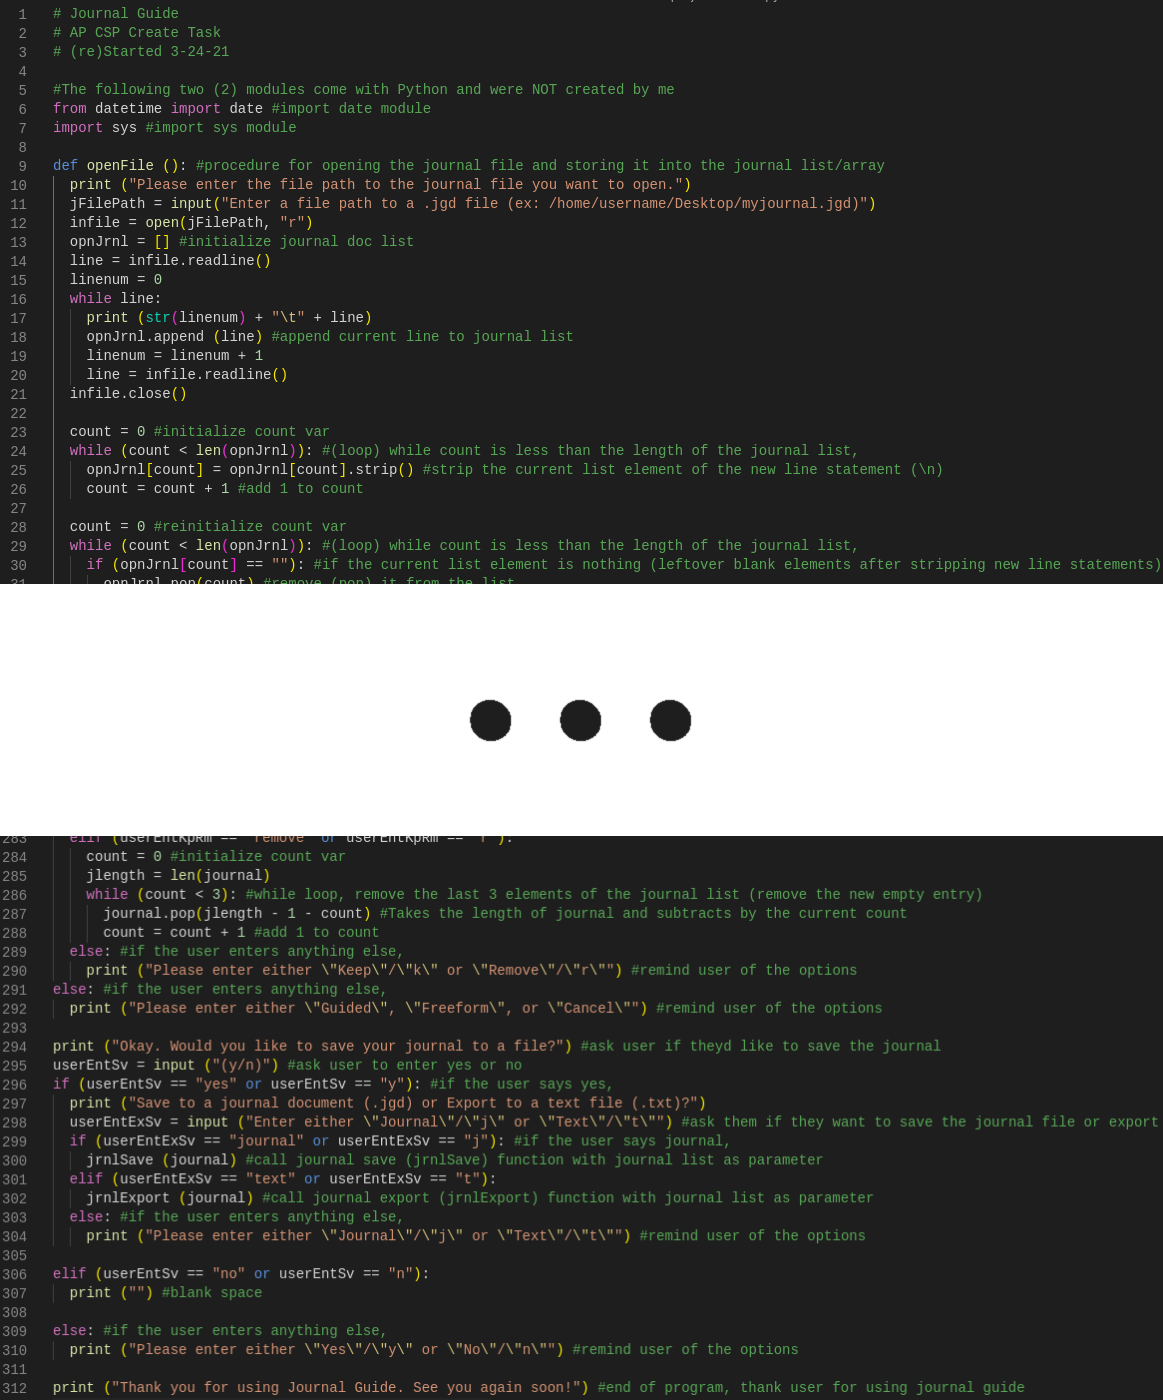 1 # Journal Guide
2 # AP CSP Create Task
3 # (re)Started 3-24-21
4
5 #The following two (2) modules come with Python and were NOT created by me
6 from datetime import date #import date module
7 import sys #import sys module
8
9 def openFile (): #procedure for opening the journal file and storing it into the journal list/array
10 print ("Please enter the file path to the journal file you want to open.")
11 jFilePath = input("Enter a file path to a .jgd file (ex: /home/username/Desktop/myjournal.jgd)")
12 infile = open(jFilePath, "r")
13 opnJrnl = [] #initialize journal doc list
14 line = infile.readline()
15 linenum = 0
16 while line:
17 print (str(linenum) + "\t" + line)
18 opnJrnl.append (line) #append current line to journal list
19 linenum = linenum + 1
20 line = infile.readline()
21 infile.close()
22
23 count = 0 #initialize count var
24 while (count < len(opnJrnl)): #(loop) while count is less than the length of the journal list,
25 opnJrnl[count] = opnJrnl[count].strip() #strip the current list element of the new line statement (\n)
26 count = count + 1 #add 1 to count
27
28 count = 0 #reinitialize count var
29 while (count < len(opnJrnl)): #(loop) while count is less than the length of the journal list,
30 if (opnJrnl[count] == ""): #if the current list element is nothing (leftover blank elements after stripping new line statements)
31 opnJrnl.pop(count) #remove (pop) it from the list
283 elif (userEntKpRm == "remove" or userEntKpRm == "r"):
284 count = 0 #initialize count var
285 jlength = len(journal)
286 while (count < 3): #while loop, remove the last 3 elements of the journal list (remove the new empty entry)
287 journal.pop(jlength - 1 - count) #Takes the length of journal and subtracts by the current count
288 count = count + 1 #add 1 to count
289 else: #if the user enters anything else,
290 print ("Please enter either \"Keep\"/\"k\" or \"Remove\"/\"r\"") #remind user of the options
291 else: #if the user enters anything else,
292 print ("Please enter either \"Guided\", \"Freeform\", or \"Cancel\"") #remind user of the options
293
294 print ("Okay. Would you like to save your journal to a file?") #ask user if theyd like to save the journal
295 userEntSv = input ("(y/n)") #ask user to enter yes or no
296 if (userEntSv == "yes" or userEntSv == "y"): #if the user says yes,
297 print ("Save to a journal document (.jgd) or Export to a text file (.txt)?")
298 userEntExSv = input ("Enter either \"Journal\"/\"j\" or \"Text\"/\"t\"") #ask them if they want to save the journal file or export
299 if (userEntExSv == "journal" or userEntExSv == "j"): #if the user says journal,
300 jrnlSave (journal) #call journal save (jrnlSave) function with journal list as parameter
301 elif (userEntExSv == "text" or userEntExSv == "t"):
302 jrnlExport (journal) #call journal export (jrnlExport) function with journal list as parameter
303 else: #if the user enters anything else,
304 print ("Please enter either \"Journal\"/\"j\" or \"Text\"/\"t\"") #remind user of the options
305
306 elif (userEntSv == "no" or userEntSv == "n"):
307 print ("") #blank space
308
309 else: #if the user enters anything else,
310 print ("Please enter either \"Yes\"/\"y\" or \"No\"/\"n\"") #remind user of the options
311
312 print ("Thank you for using Journal Guide. See you again soon!") #end of program, thank user for using journal guide